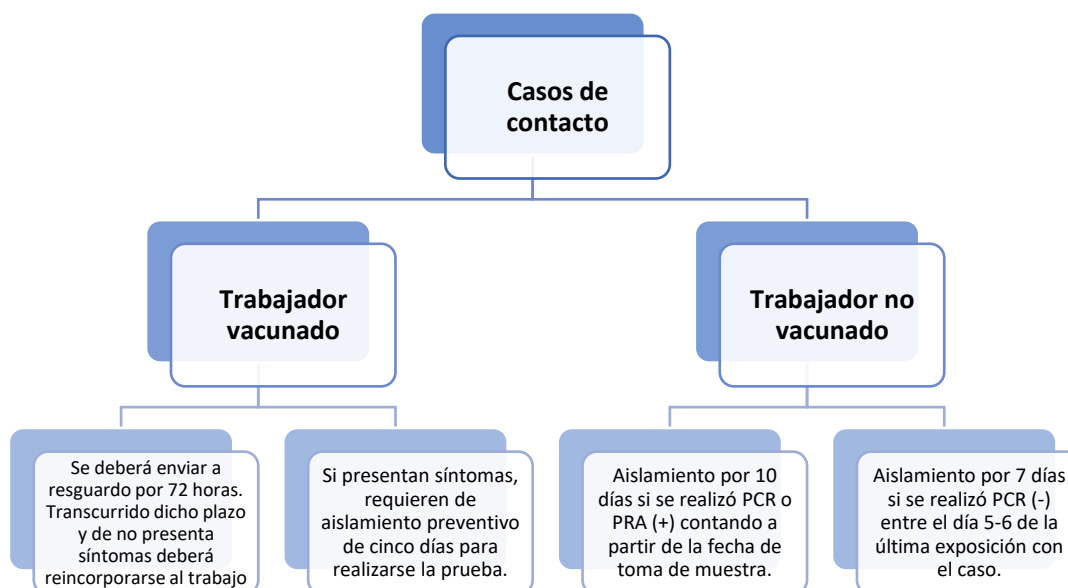 Casos de
contacto
Trabajador
vacunado
Trabajador no
vacunado
Se deberá enviar a
resguardo por 72 horas.
Transcurrido dicho plazo
y de no presenta
síntomas deberá
reincorporarse al trabajo
Si presentan síntomas,
requieren de
aislamiento preventivo
de cinco días para
realizarse la prueba.
Aislamiento por 10
días si se realizó PCR o
PRA (+) contando a
partir de la fecha de
toma de muestra.
Aislamiento por 7 días
si se realizó PCR (-)
entre el día 5-6 de la
última exposición con
el caso.